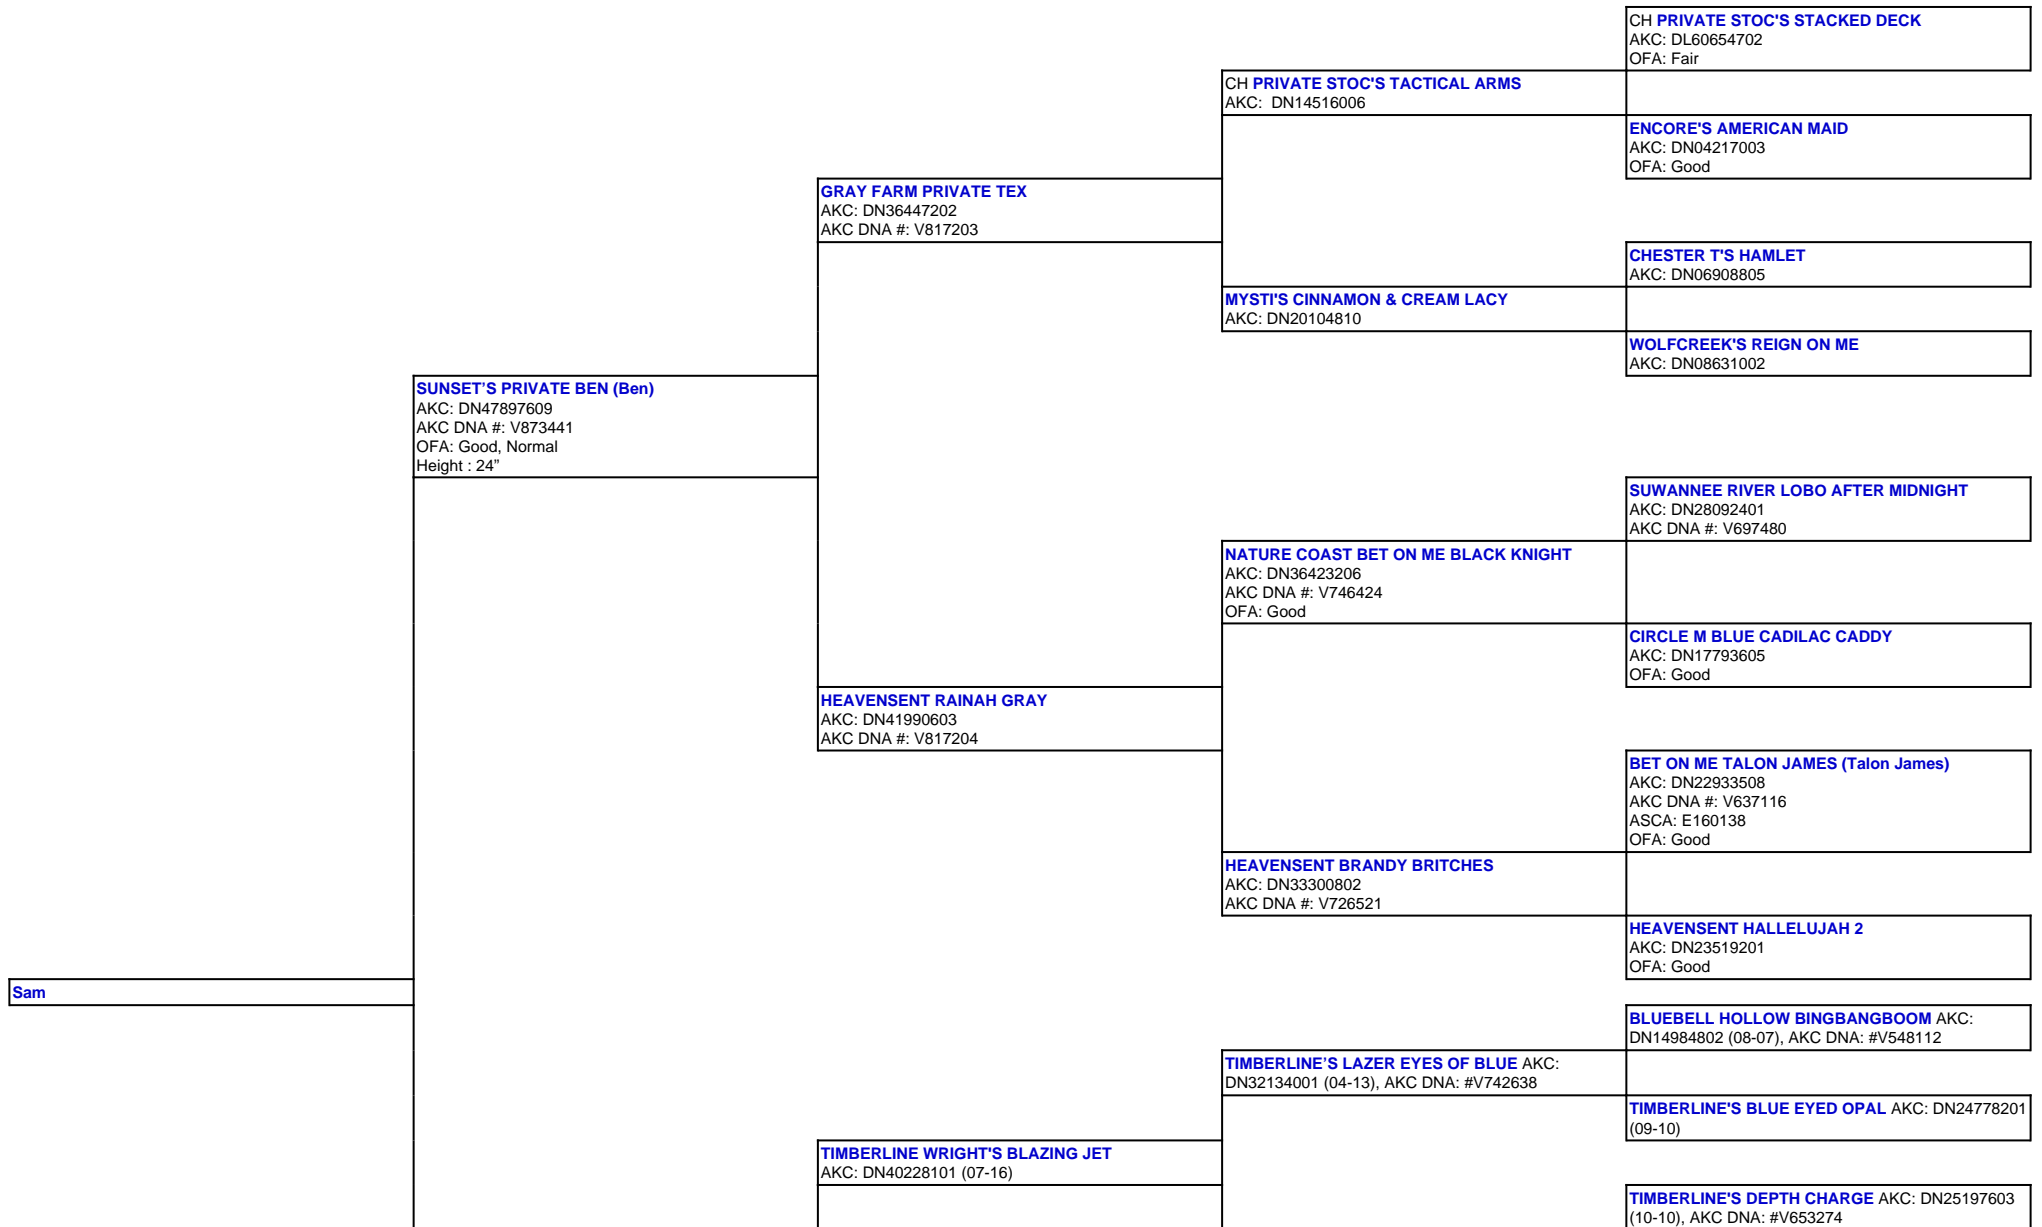 CH PRIVATE STOC'S STACKED DECK
AKC: DL60654702
OFA: Fair
CH PRIVATE STOC'S TACTICAL ARMS
AKC:  DN14516006
ENCORE'S AMERICAN MAID
AKC: DN04217003
OFA: Good
GRAY FARM PRIVATE TEX
AKC: DN36447202
AKC DNA #: V817203
CHESTER T'S HAMLET
AKC: DN06908805
MYSTI'S CINNAMON & CREAM LACY
AKC: DN20104810
WOLFCREEK'S REIGN ON ME
AKC: DN08631002
SUNSET’S PRIVATE BEN (Ben)
AKC: DN47897609
AKC DNA #: V873441
OFA: Good, Normal
Height : 24”
SUWANNEE RIVER LOBO AFTER MIDNIGHT
AKC: DN28092401
AKC DNA #: V697480
NATURE COAST BET ON ME BLACK KNIGHT
AKC: DN36423206
AKC DNA #: V746424
OFA: Good
CIRCLE M BLUE CADILAC CADDY
AKC: DN17793605
OFA: Good
HEAVENSENT RAINAH GRAY
AKC: DN41990603
AKC DNA #: V817204
BET ON ME TALON JAMES (Talon James)
AKC: DN22933508
AKC DNA #: V637116
ASCA: E160138
OFA: Good
HEAVENSENT BRANDY BRITCHES
AKC: DN33300802
AKC DNA #: V726521
HEAVENSENT HALLELUJAH 2
AKC: DN23519201
OFA: Good
Sam
BLUEBELL HOLLOW BINGBANGBOOM AKC:
DN14984802 (08-07), AKC DNA: #V548112
TIMBERLINE’S LAZER EYES OF BLUE AKC:
DN32134001 (04-13), AKC DNA: #V742638
TIMBERLINE'S BLUE EYED OPAL AKC: DN24778201
(09-10)
TIMBERLINE WRIGHT'S BLAZING JET
AKC: DN40228101 (07-16)
TIMBERLINE'S DEPTH CHARGE AKC: DN25197603
(10-10), AKC DNA: #V653274